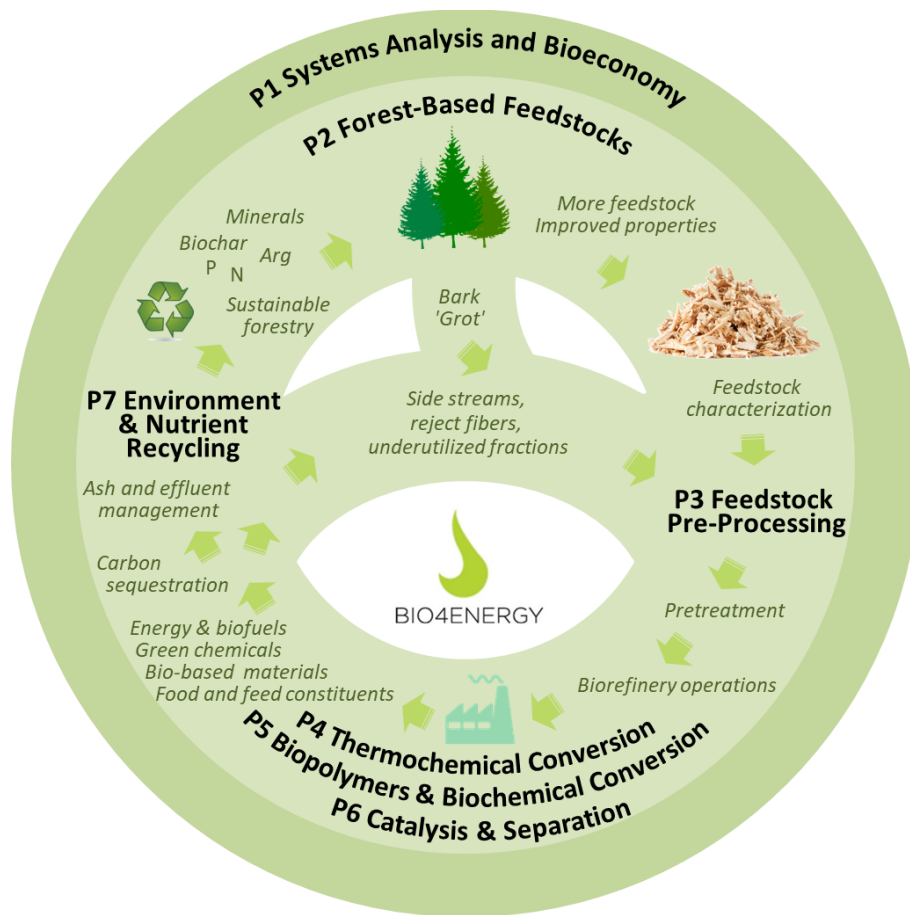 P1 Systems Analysis and Bioeconomy
P2 Forest-Based Feedstocks
More feedstock
Improved properties
Minerals
Biochar
Arg
P
N
Sustainable
forestry
Bark
'Grot'
Feedstock
characterization
P7 Environment
& Nutrient
Recycling
Side streams,
reject fibers,
underutilized fractions
Ash and effluent
management
P3 Feedstock
Pre-Processing
Carbon
sequestration
BIO4ENERGY
Pretreatment
Energy & biofuels
Green chemicals
Bio-based materials
Food and feed constituents
Biorefinery operations
P4 Thermochemical Conversion
P5 Biopolymers & Biochemical Conversion
P6 Catalysis & Separation